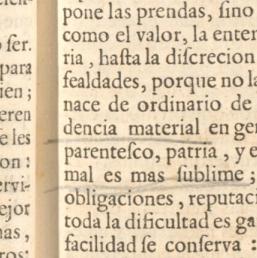 o ser.
para
ien;
eren
e les
on:
ervi-
ejor
nas,
ros:
pone las prendas, ſino
como el valor, la enter
ria, haſta la diſcrecion
fealdades, porque no la
nace de ordinario de
dencia material en gen
parenteſco, patria, y e
mal es mas ſublime;
obligaciones, reputaci
toda la dificultad es ga
facilidad ſe conſerva: